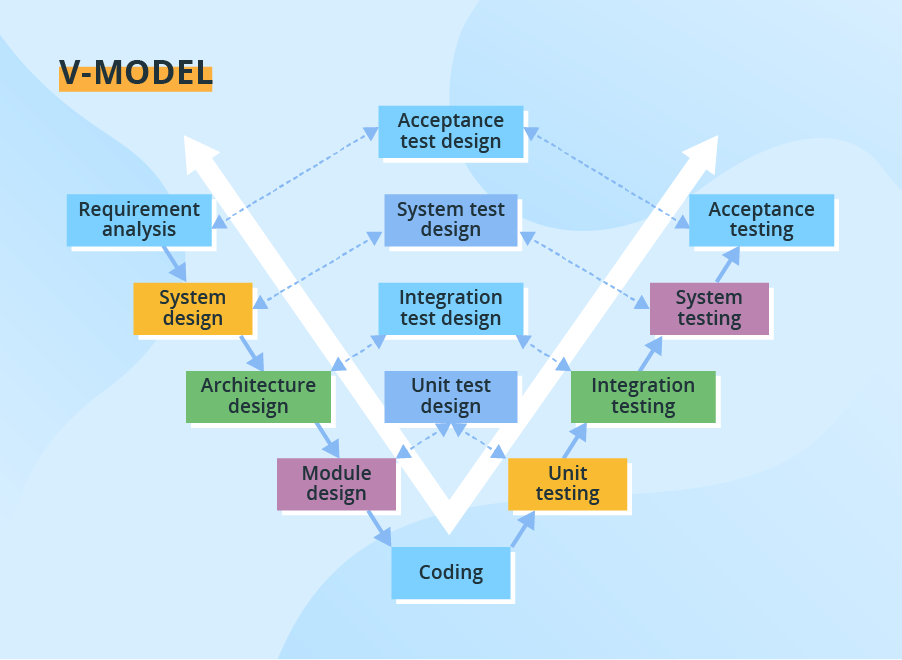 V-MODEL
Acceptance
test design
Requirement
analysis
System test
design
Acceptance
testing
System
design
Integration
test design
System
testing
Architecture
design
Unit test
design
Integration
testing
Module
design
Unit
testing
Coding